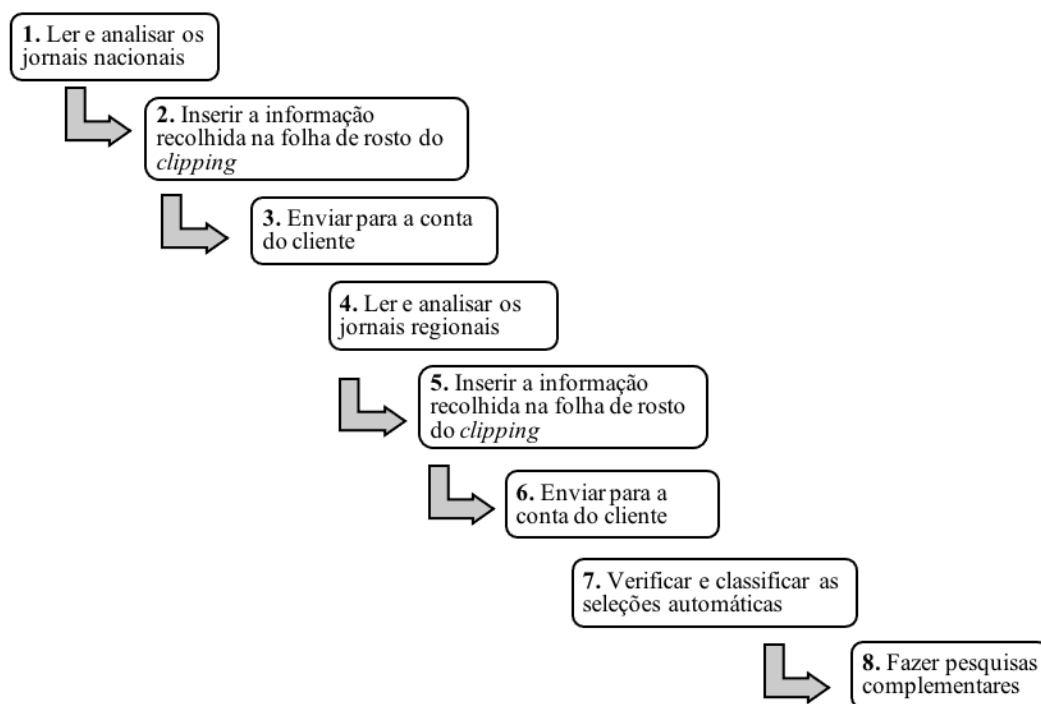 1. Ler e analisar os
jornais nacionais
2. Inserir a informação
recolhida na folha de rosto do
clipping
3. Enviar para a conta
do cliente
4. Ler e analisar os
jornais regionais
5. Inserir a informação
recolhida na folha de rosto
do clipping
6. Enviar para a
conta do cliente
7. Verificar e classificar as
seleções automáticas
8. Fazer pesquisas
complementares